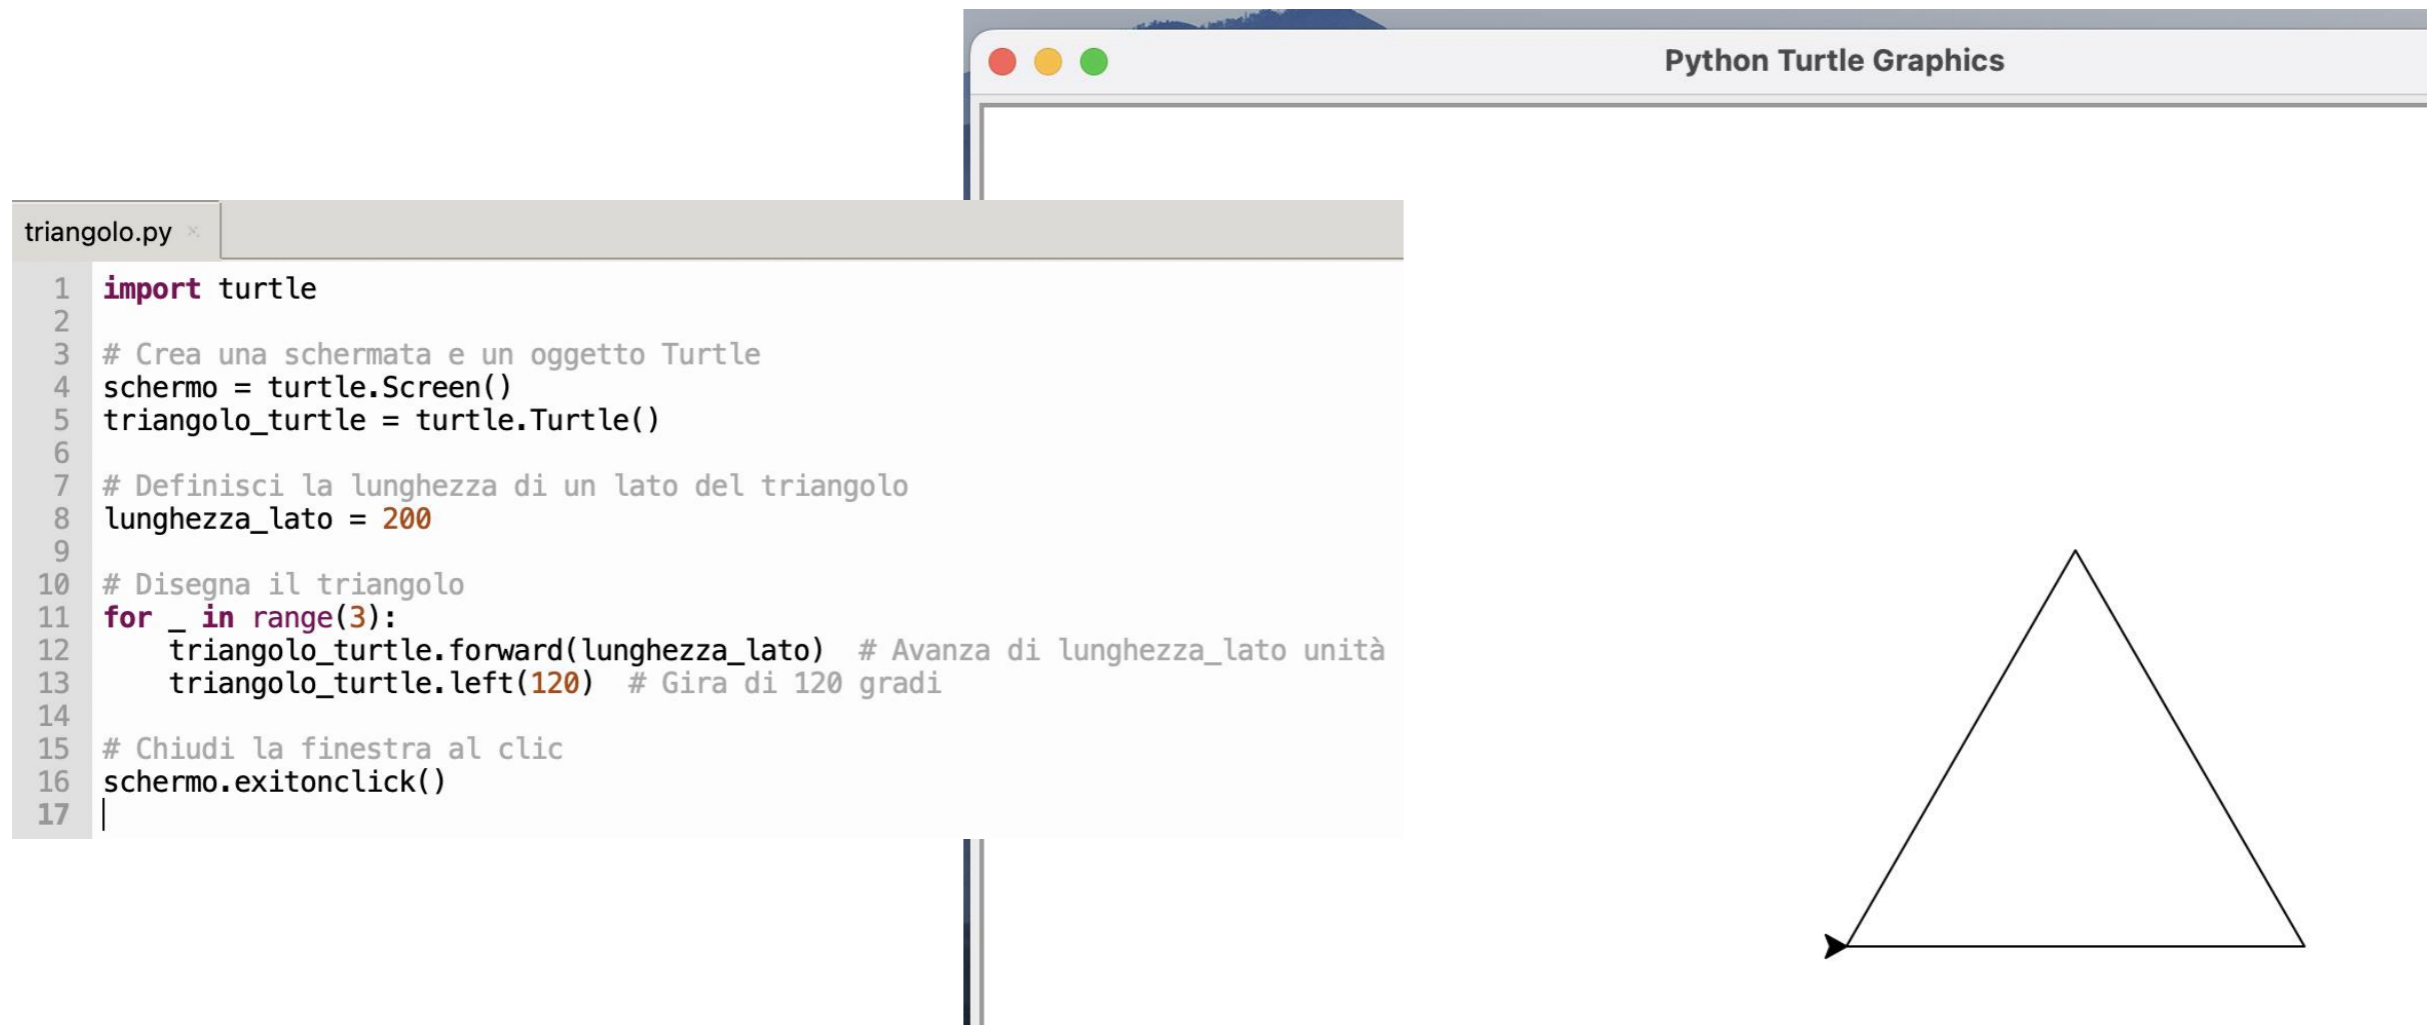 Python Turtle Graphics
triangolo.py
1 import turtle
2
3 # Crea una schermata e un oggetto Turtle
4 schermo = turtle.Screen()
5 triangolo_turtle = turtle.Turtle()
6
7 # Definisci la lunghezza di un lato del triangolo
8 lunghezza_lato = 200
9
10 # Disegna il triangolo
11 for _ in range(3):
12     triangolo_turtle.forward(lunghezza_lato)  # Avanza di lunghezza_lato unità
13     triangolo_turtle.left(120)  # Gira di 120 gradi
14
15 # Chiudi la finestra al clic
16 schermo.exitonclick()
17